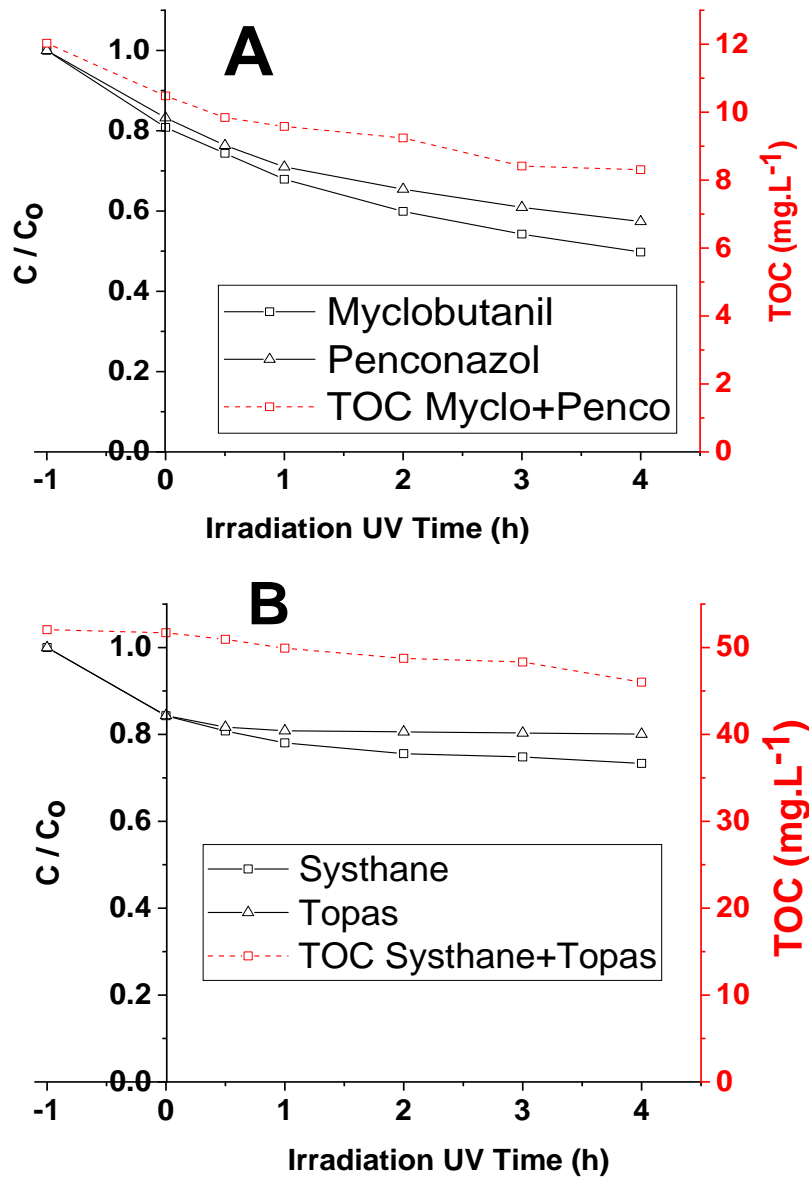 A
1.0
0.8
0.6
0.4
0.2
0.0
C / C₀
12
10
8
6
4
2
0
TOC (mg.L⁻¹)
Myclobutanil
Penconazol
TOC Myclo+Penco
-1 0 1 2 3 4
Irradiation UV Time (h)
B
1.0
0.8
0.6
0.4
0.2
0.0
C / C₀
50
40
30
20
10
0
TOC (mg.L⁻¹)
Systhane
Topas
TOC Systhane+Topas
-1 0 1 2 3 4
Irradiation UV Time (h)